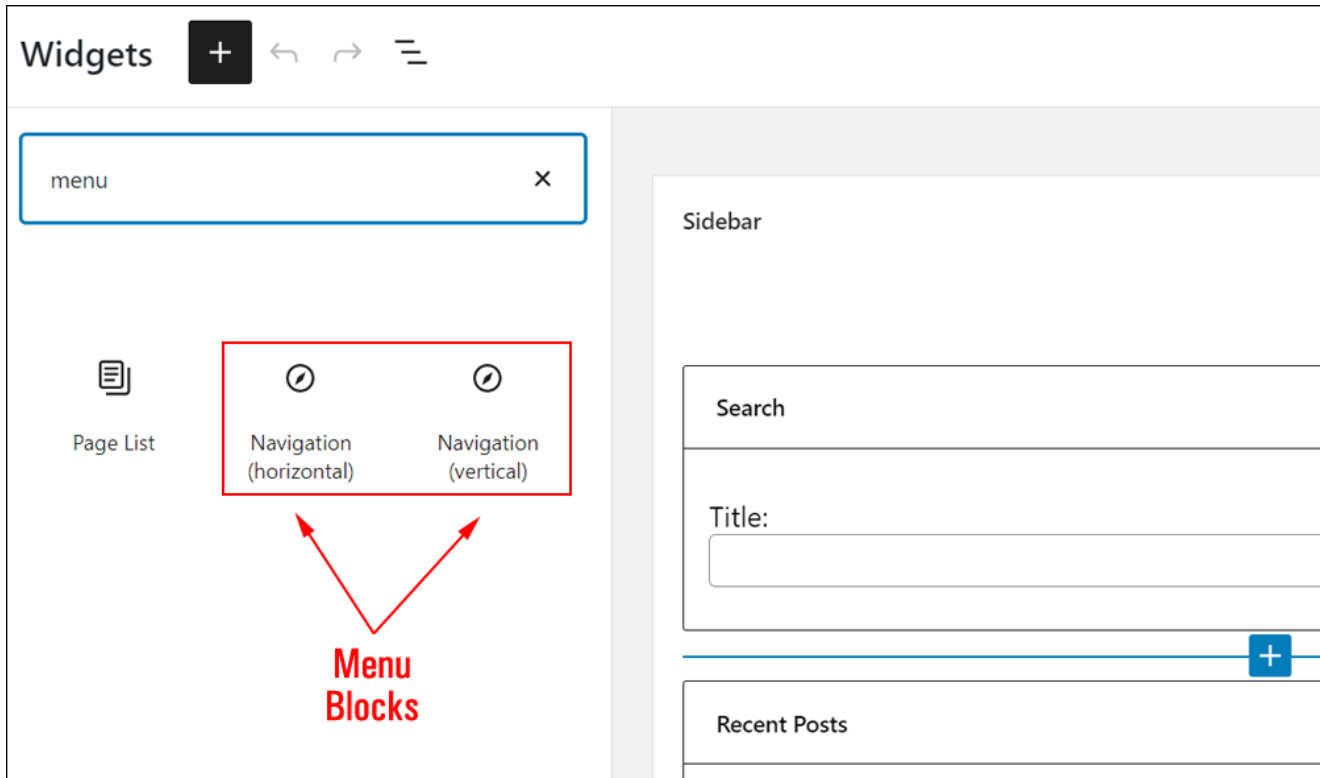 Widgets
menu
Sidebar
Search
Page List
Navigation
(horizontal)
Navigation
(vertical)
Title:
Menu
Blocks
Recent Posts